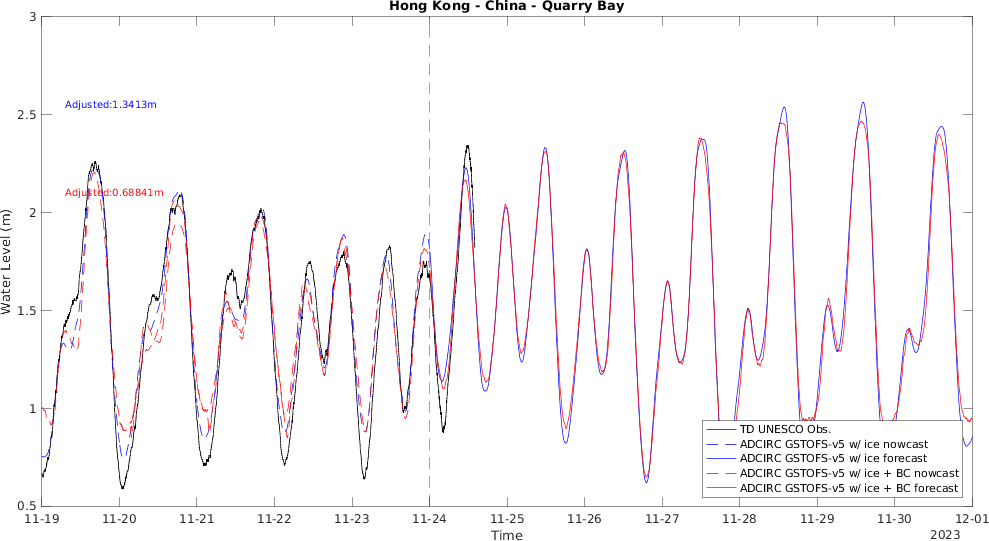 Hong Kong - China - Quarry Bay
3
2.5
2
1.5
1
0.5
Water Level (m)
Adjusted:1.3413m
Adjusted:0.68841m
TD UNESCO Obs.
ADCIRC GSTOFS-v5 w/ ice nowcast
ADCIRC GSTOFS-v5 w/ ice forecast
ADCIRC GSTOFS-v5 w/ ice + BC nowcast
ADCIRC GSTOFS-v5 w/ ice + BC forecast
11-19 11-20 11-21 11-22 11-23 11-24 11-25 11-26 11-27 11-28 11-29 11-30 12-01
Time
2023